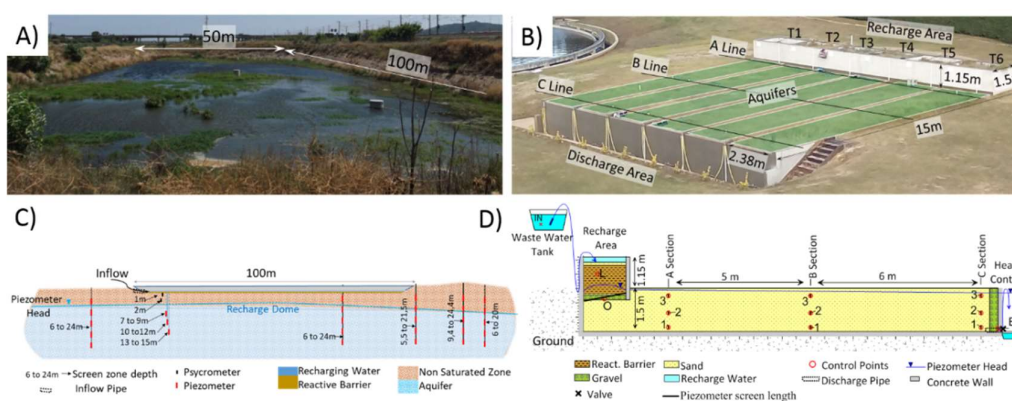 A)
50m
100m
B)
Recharge Area
T1 T2 T3 T4 T5 T6
A Line
B Line
C Line
1.15m
1.5
Aquifers
15m
2.38m
Discharge Area
C)
Inflow
100m
Piezometer
Head
1m
2m
7 to 9m
10 to12m
13 to 15m
Recharge Dome
6 to 24m
6 to 24m
5,5 to 21,5m
9,4 to 24,4m
6 to 20m
6 to 24m
Screen zone depth
Inflow Pipe
Psycrometer
Piezometer
Recharging Water
Reactive Barrier
Non Saturated Zone
Aquifer
D)
IN
Waste Water
Tank
Recharge
Area
L
O
1.15 m
1.5m
A Section
B Section
C Section
5 m
6 m
Hea
Cont
3
2
1
3
2
1
3
2
1
E
Ground
React. Barrier
Gravel
Valve
Sand
Recharge Water
Piezometer screen length
Control Points
Discharge Pipe
Piezometer Head
Concrete Wall